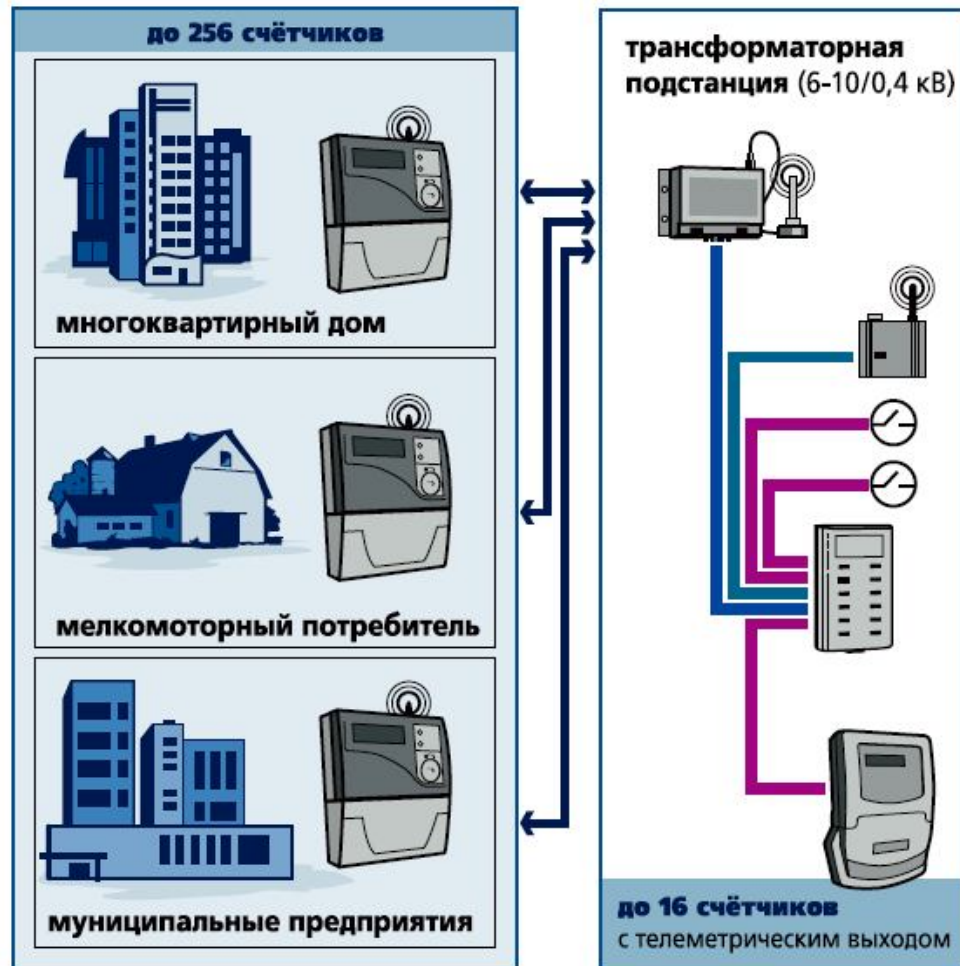 до 256 счётчиков
многоквартирный дом
мелкомоторный потребитель
муниципальные предприятия
трансформаторная
подстанция (6-10/0,4 кВ)
до 16 счётчиков
с телеметрическим выходом